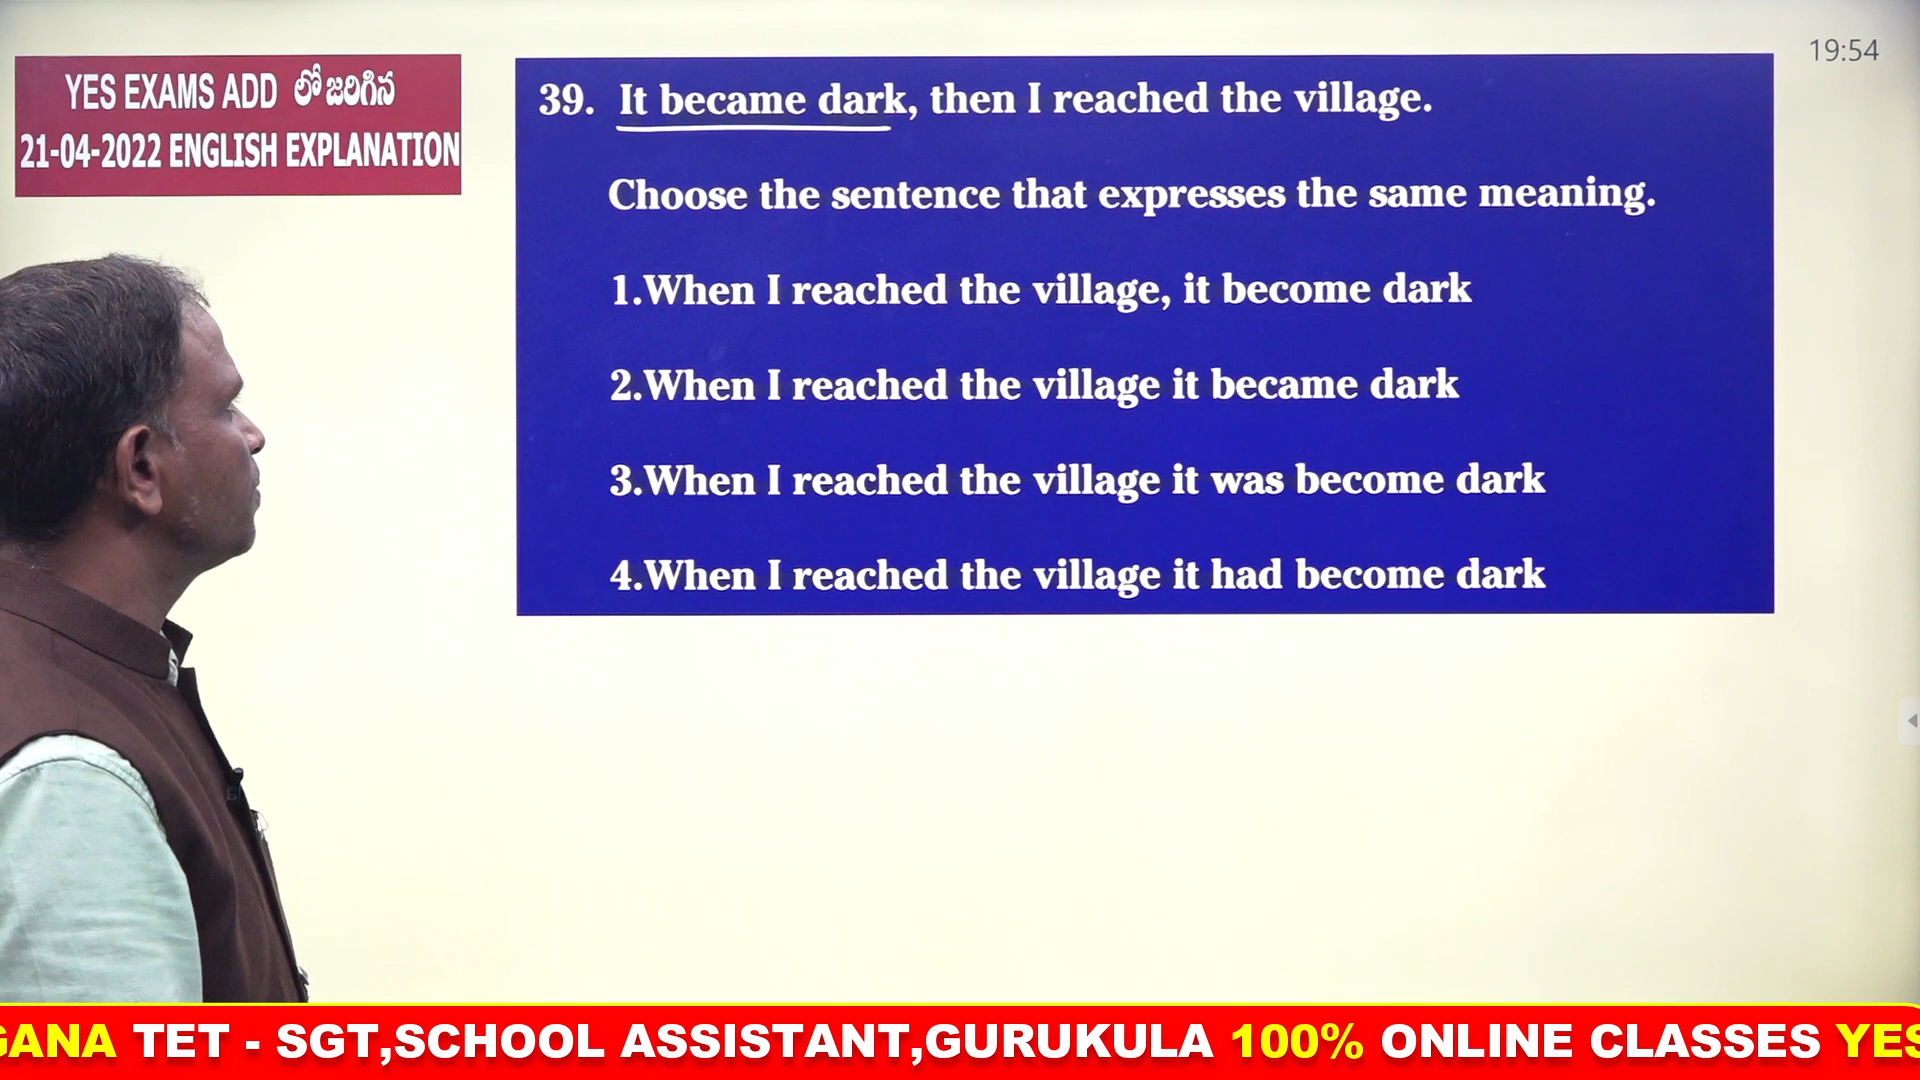 19:54
YES EXAMS ADD లో జరిగిన
21-04-2022 ENGLISH EXPLANATION
39. It became dark, then I reached the village.
Choose the sentence that expresses the same meaning.
1.When I reached the village, it become dark
2.When I reached the village it became dark
3.When I reached the village it was become dark
4.When I reached the village it had become dark
GANA TET - SGT,SCHOOL ASSISTANT,GURUKULA 100% ONLINE CLASSES YES